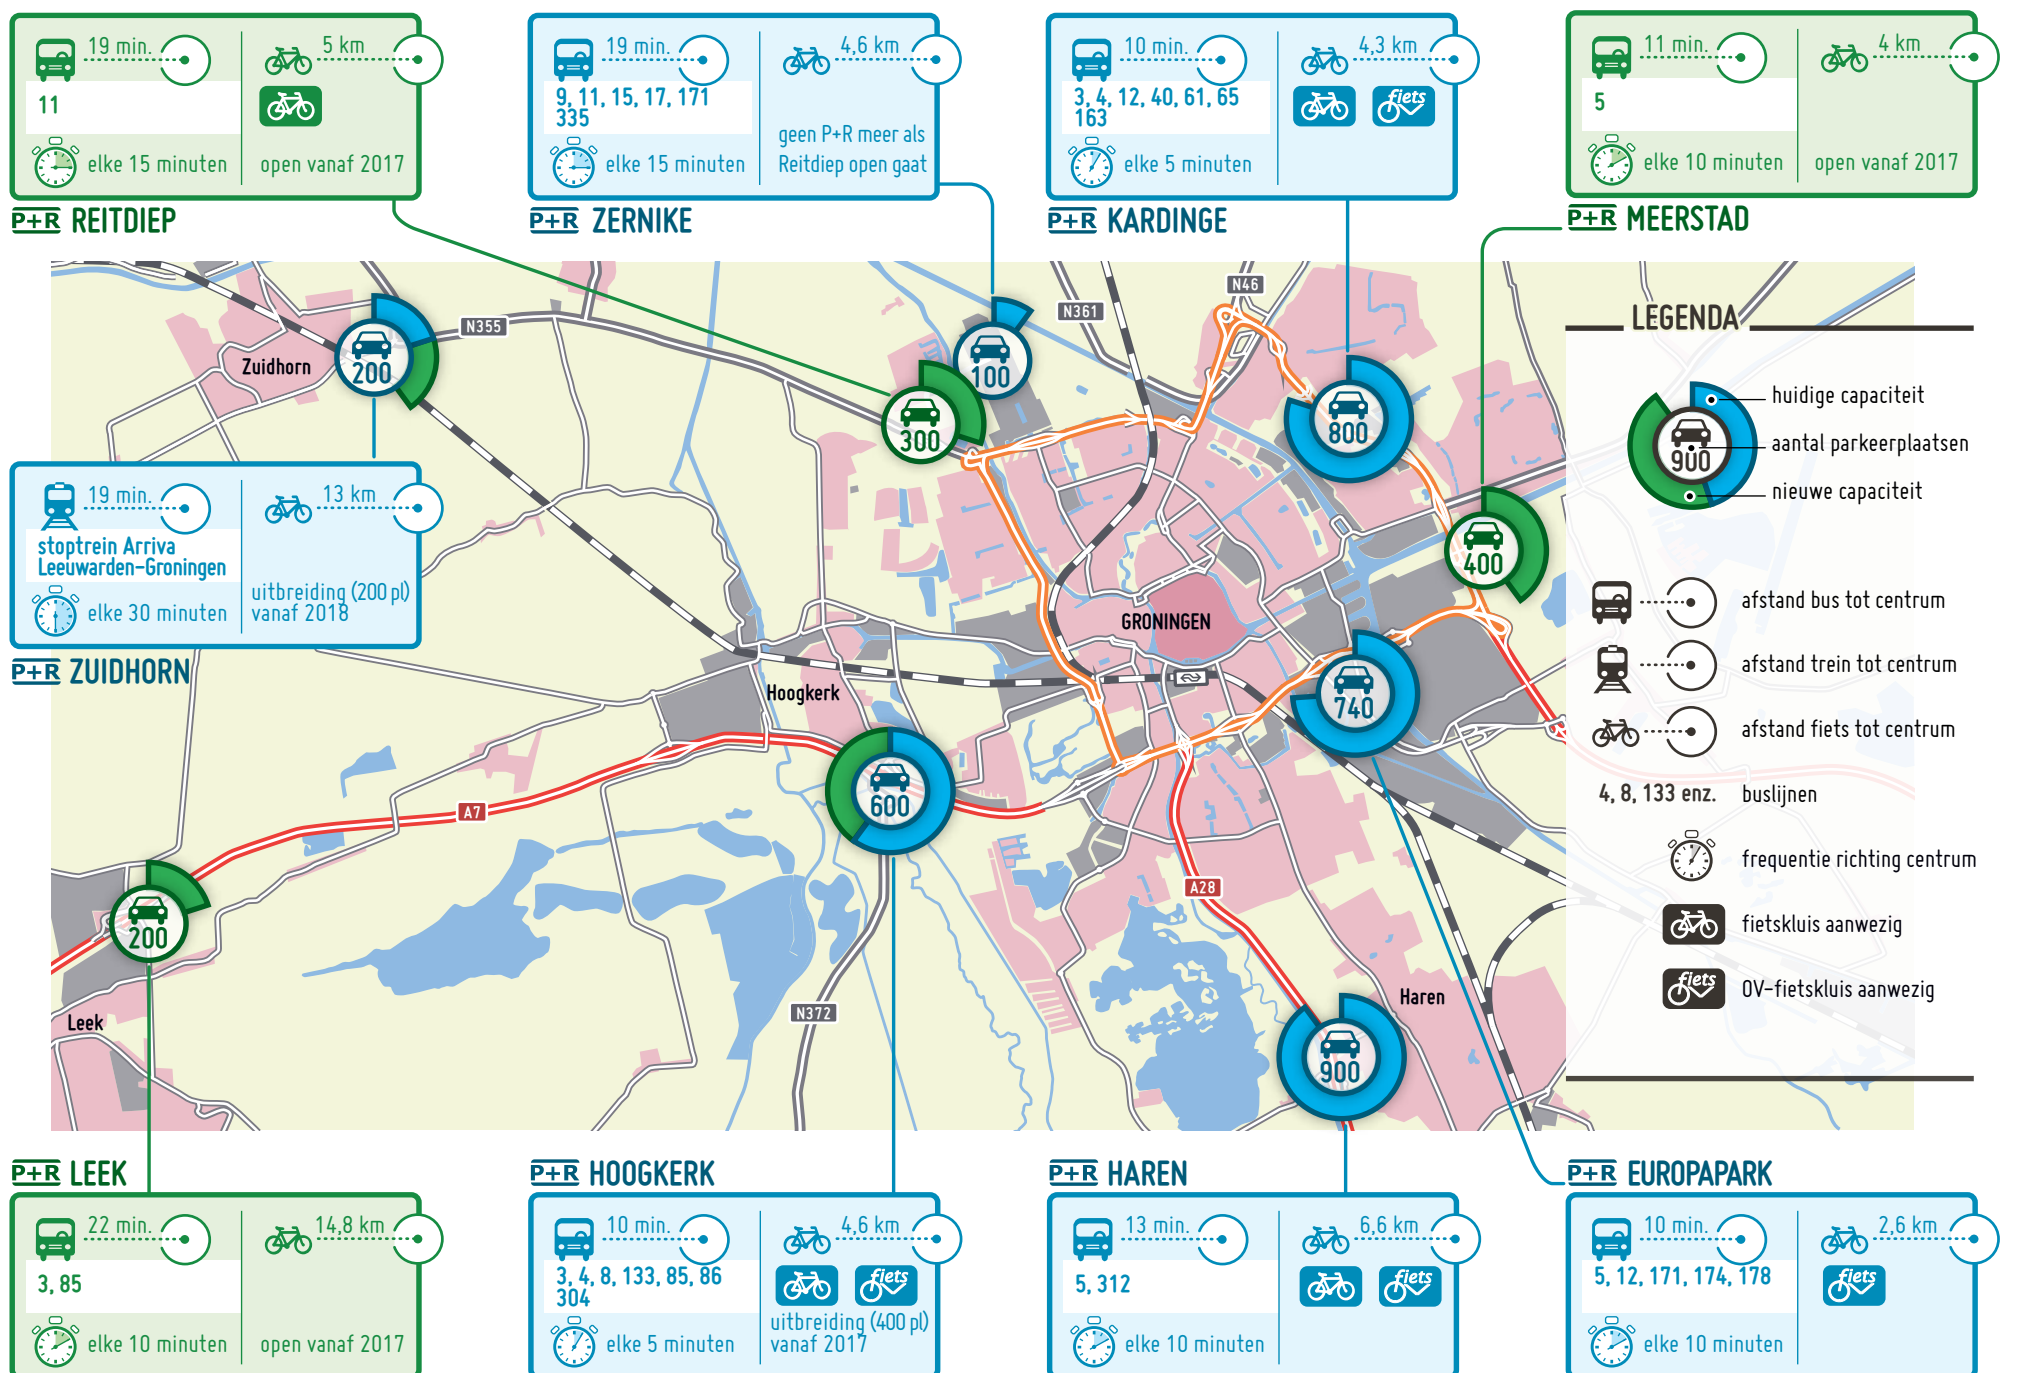 19 min.
5 km
11
elke 15 minuten
open vanaf 2017
P+R REITDIEP
19 min.
4,6 km
9, 11, 15, 17, 171
335
geen P+R meer als
Reitdiep open gaat
elke 15 minuten
P+R ZERNIKE
10 min.
4,3 km
3, 4, 12, 40, 61, 65
163
fiets
elke 5 minuten
P+R KARDINGE
11 min.
4 km
5
elke 10 minuten
open vanaf 2017
P+R MEERSTAD
N355
N361
N46
Zuidhorn
200
100
300
800
400
GRONINGEN
Hoogkerk
740
600
A7
A28
200
Leek
N372
Haren
900
19 min.
13 km
stoptrein Arriva
Leeuwarden-Groningen
elke 30 minuten
uitbreiding (200 pl)
vanaf 2018
P+R ZUIDHORN
LEGENDA
900
huidige capaciteit
aantal parkeerplaatsen
nieuwe capaciteit
afstand bus tot centrum
afstand trein tot centrum
afstand fiets tot centrum
4, 8, 133 enz. buslijnen
frequentie richting centrum
fietskluis aanwezig
fiets
OV-fietskluis aanwezig
P+R LEEK
22 min.
14,8 km
3, 85
elke 10 minuten
open vanaf 2017
P+R HOOGKERK
10 min.
4,6 km
3, 4, 8, 133, 85, 86
304
fiets
elke 5 minuten
uitbreiding (400 pl)
vanaf 2017
P+R HAREN
13 min.
6,6 km
5, 312
fiets
elke 10 minuten
P+R EUROPAPARK
10 min.
2,6 km
5, 12, 171, 174, 178
fiets
elke 10 minuten